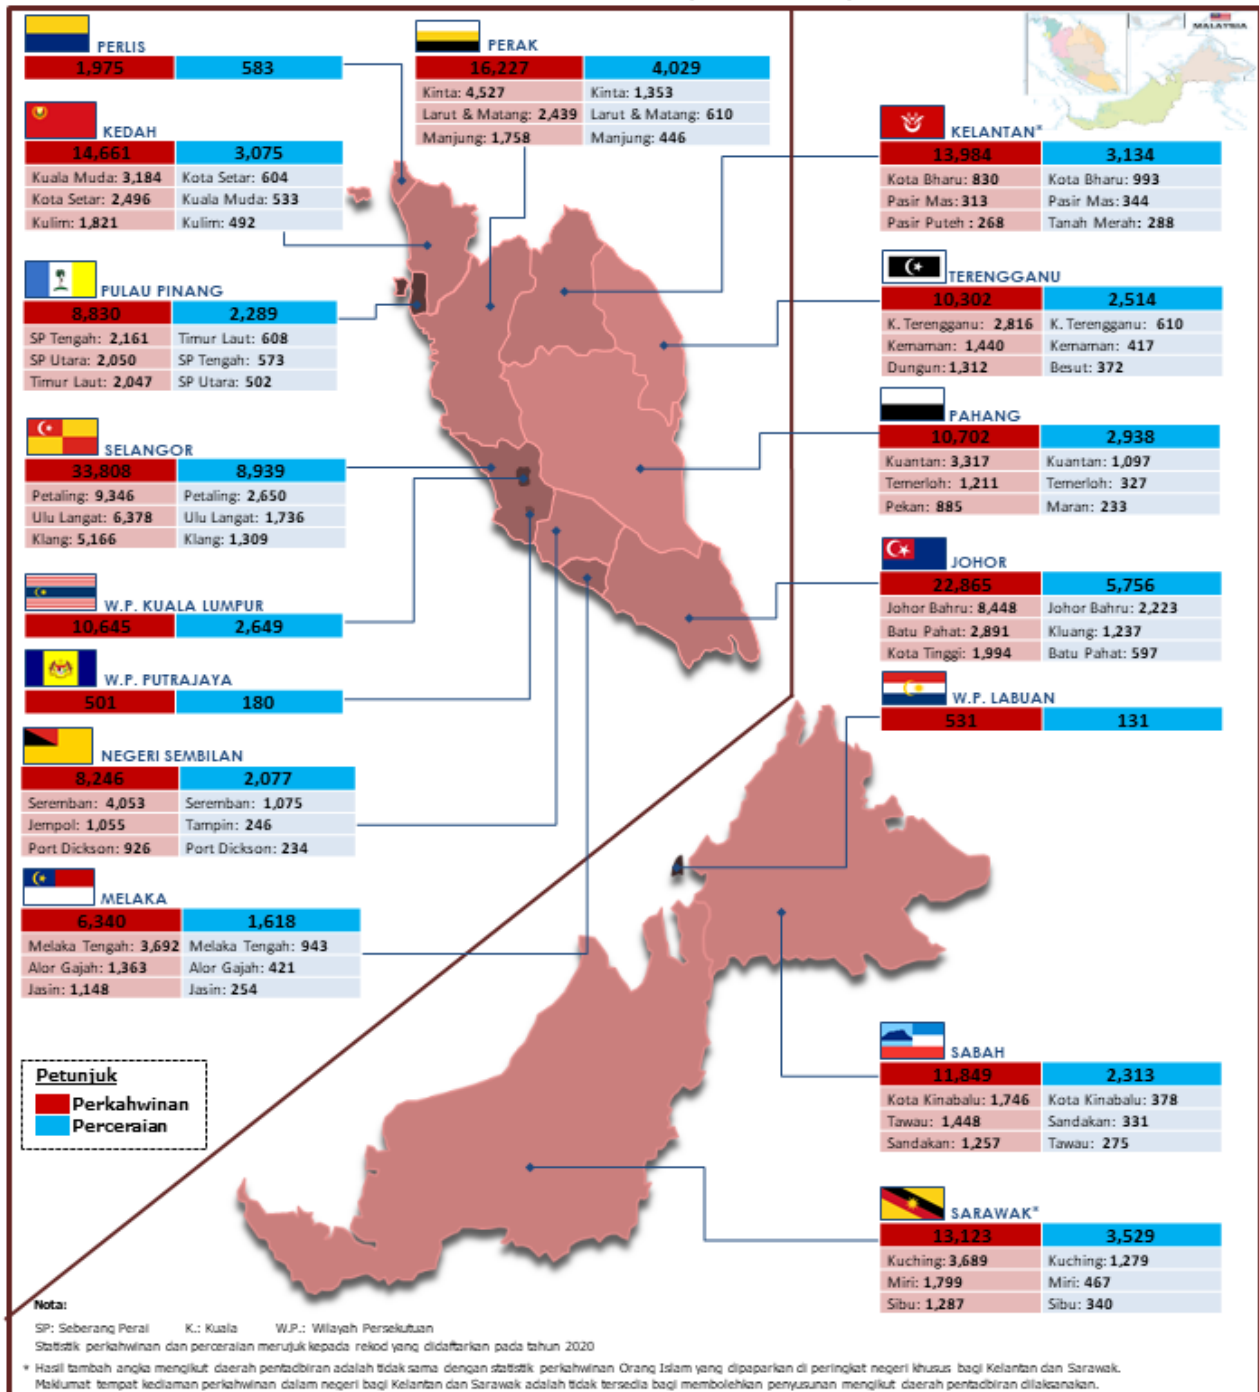 PERLIS
1,975 583
KEDAH
14,661 3,075
Kuala Muda: 3,184 Kota Setar: 604
Kota Setar: 2,496 Kuala Muda: 533
Kulim: 1,821 Kulim: 492
PULAU PINANG
8,830 2,289
SP Tengah: 2,161 Timur Laut: 608
SP Utara: 2,050 SP Tengah: 573
Timur Laut: 2,047 SP Utara: 502
SELANGOR
33,808 8,939
Petaling: 9,346 Petaling: 2,650
Ulu Langat: 6,378 Ulu Langat: 1,736
Klang: 5,166 Klang: 1,309
W.P. KUALA LUMPUR
10,645 2,649
W.P. PUTRAJAYA
501 180
NEGERI SEMBILAN
8,246 2,077
Seremban: 4,053 Seremban: 1,075
Jempol: 1,055 Tampin: 246
Port Dickson: 926 Port Dickson: 234
MELAKA
6,340 1,618
Melaka Tengah: 3,692 Melaka Tengah: 943
Alor Gajah: 1,363 Alor Gajah: 421
Jasin: 1,148 Jasin: 254
PERAK
16,227 4,029
Kinta: 4,527 Kinta: 1,353
Larut & Matang: 2,439 Larut & Matang: 610
Manjung: 1,758 Manjung: 446
MALAYSIA
KELANTAN*
13,984 3,134
Kota Bharu: 830 Kota Bharu: 993
Pasir Mas: 313 Pasir Mas: 344
Pasir Puteh : 268 Tanah Merah: 288
TERENGGANU
10,302 2,514
K. Terengganu: 2,816 K. Terengganu: 610
Kemaman: 1,440 Kemaman: 417
Dungun: 1,312 Besut: 372
PAHANG
10,702 2,938
Kuantan: 3,317 Kuantan: 1,097
Temerloh: 1,211 Temerloh: 327
Pekan: 885 Maran: 233
JOHOR
22,865 5,756
Johor Bahru: 8,448 Johor Bahru: 2,223
Batu Pahat: 2,891 Kluang: 1,237
Kota Tinggi: 1,994 Batu Pahat: 597
W.P. LABUAN
531 131
SABAH
11,849 2,313
Kota Kinabalu: 1,746 Kota Kinabalu: 378
Tawau: 1,448 Sandakan: 331
Sandakan: 1,257 Tawau: 275
SARAWAK*
13,123 3,529
Kuching: 3,689 Kuching: 1,279
Miri: 1,799 Miri: 467
Sibu: 1,287 Sibu: 340
Petunjuk
Perkahwinan
Perceraian
Nota:
SP: Seberang Perai K.: Kuala W.P.: Wilayah Persekutuan
Statistik perkahwinan dan perceraian merujuk kepada rekod yang didaftarkan pada tahun 2020
* Hasil tambah angka mengikut daerah pentadbiran adalah tidak sama dengan statistik perkahwinan Orang Islam yang dipaparkan di peringkat negeri khusus bagi Kelantan dan Sarawak.
Maklumat tempat kediaman perkahwinan dalam negeri bagi Kelantan dan Sarawak adalah tidak tersedia bagi membolehkan penyusunan mengikut daerah pentadbiran dilaksanakan.